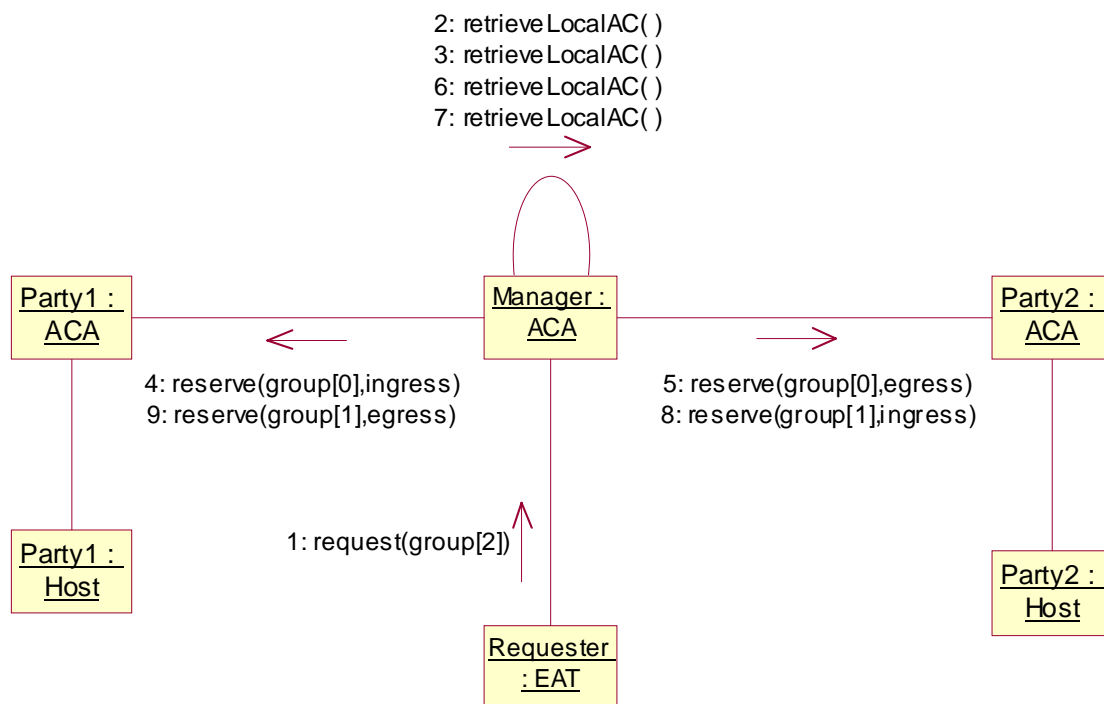 2: retrieveLocalAC( )
3: retrieveLocalAC( )
6: retrieveLocalAC( )
7: retrieveLocalAC( )
Party1 :
ACA
Manager :
ACA
Party2 :
ACA
4: reserve(group[0],ingress)
9: reserve(group[1],egress)
5: reserve(group[0],egress)
8: reserve(group[1],ingress)
1: request(group[2])
Party1 :
Host
Party2 :
Host
Requester
: EAT